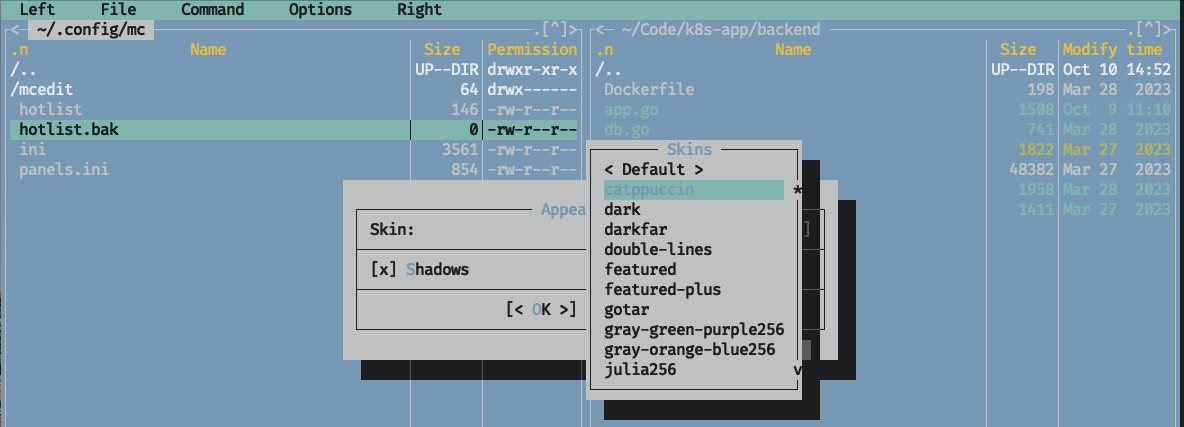 Left File Command Options Right
<- ~/.config/mc .[^]> <- ~/Code/k8s-app/backend .[^]>
.n Name Size Permission .n Name Size Modify time
/.. UP--DIR drwxr-xr-x /.. UP--DIR Oct 10 14:52
/mcedit 64 drwx------ Dockerfile 198 Mar 28 2023
hotlist 146 -rw-r--r-- app.go 1508 Oct 9 11:10
hotlist.bak 0 -rw-r--r-- db.go 741 Mar 28 2023
ini 3561 -rw-r--r-- 1822 Mar 27 2023
panels.ini 854 -rw-r--r-- 48382 Mar 27 2023
1958 Mar 28 2023
1411 Mar 27 2023
Appea
Skin: ]
[x] Shadows
[< OK >]
Skins
< Default >
catppuccin *
dark
darkfar
double-lines
featured
featured-plus
gotar
gray-green-purple256
gray-orange-blue256
julia256 v